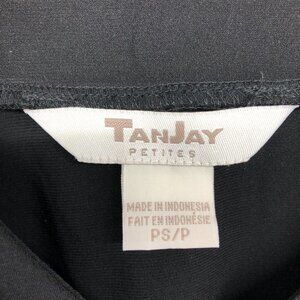 TANJAY
PETITES
MADE IN INDONESIA
FAIT EN INDONÉSIE
PS/P